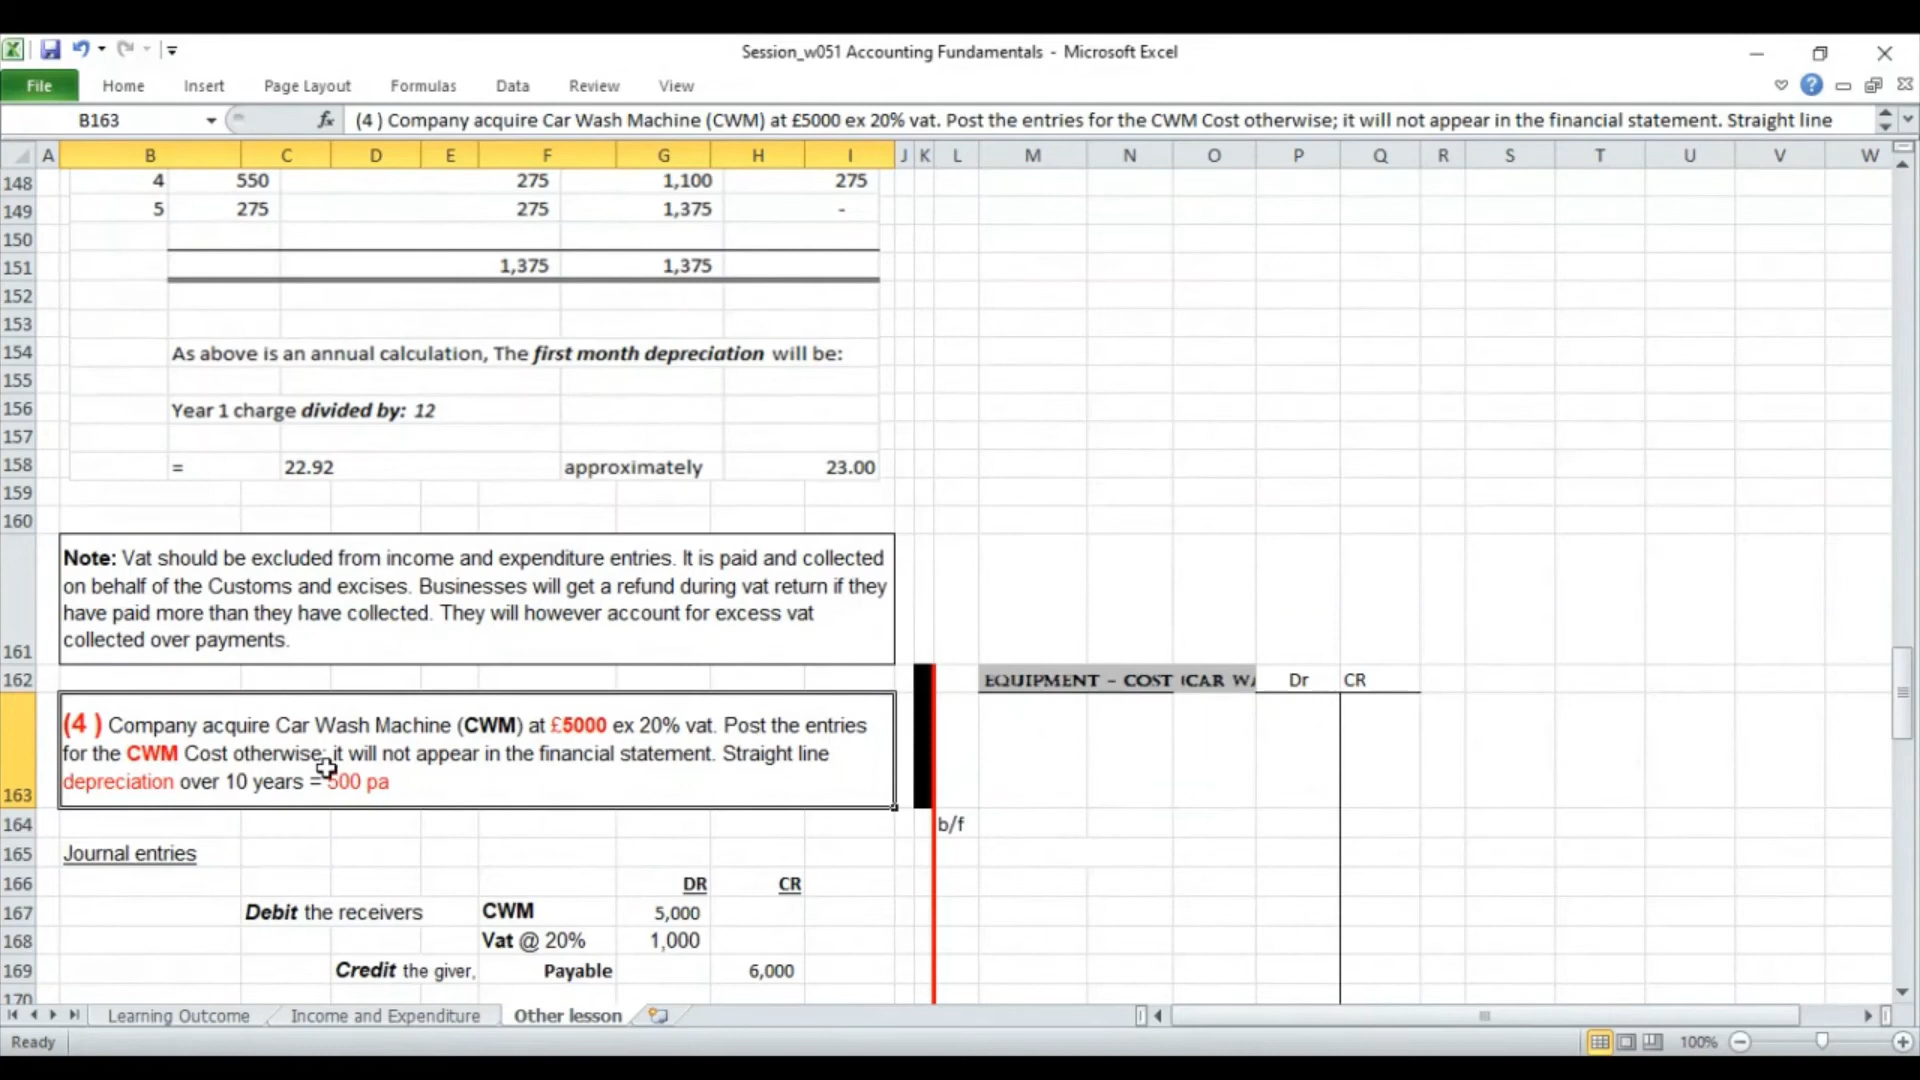 Session_w051 Accounting Fundamentals - Microsoft Excel
File Home Insert Page Layout Formulas Data Review View
B163 fx (4 ) Company acquire Car Wash Machine (CWM) at £5000 ex 20% vat. Post the entries for the CWM Cost otherwise; it will not appear in the financial statement. Straight line
A B C D E F G H I J K L M N O P Q R S T U V W
148 4 550 275 1,100 275
149 5 275 275 1,375 -
150
151 1,375 1,375
152
153
154 As above is an annual calculation, The first month depreciation will be:
155
156 Year 1 charge divided by: 12
157
158 = 22.92 approximately 23.00
159
160
Note: Vat should be excluded from income and expenditure entries. It is paid and collected
on behalf of the Customs and excises. Businesses will get a refund during vat return if they
have paid more than they have collected. They will however account for excess vat
collected over payments.
161
162 EQUIPMENT - COST (CAR WA Dr CR
(4 ) Company acquire Car Wash Machine (CWM) at £5000 ex 20% vat. Post the entries
for the CWM Cost otherwise; it will not appear in the financial statement. Straight line
depreciation over 10 years = 500 pa
163
164 b/f
165 Journal entries
166 DR CR
167 Debit the receivers CWM 5,000
168 Vat @ 20% 1,000
169 Credit the giver, Payable 6,000
170
Learning Outcome Income and Expenditure Other lesson
Ready 100%